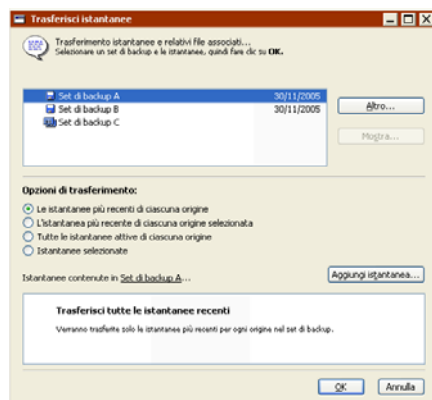 Trasferisci istantanee
Trasferimento istantanee e relativi file associati...
Selezionare un set di backup e le istantanee, quindi fare clic su OK.
Set di backup A 30/11/2005
Set di backup B 30/11/2005
Set di backup C
Altro...
Mostra...
Opzioni di trasferimento:
Le istantanee più recenti di ciascuna origine
L'istantanea più recente di ciascuna origine selezionata
Tutte le istantanee attive di ciascuna origine
Istantanee selezionate
Istantanee contenute in Set di backup A...
Aggiungi istantanea...
Trasferisci tutte le istantanee recenti
Verranno trasferite solo le istantanee più recenti per ogni origine nel set di backup.
OK
Annulla